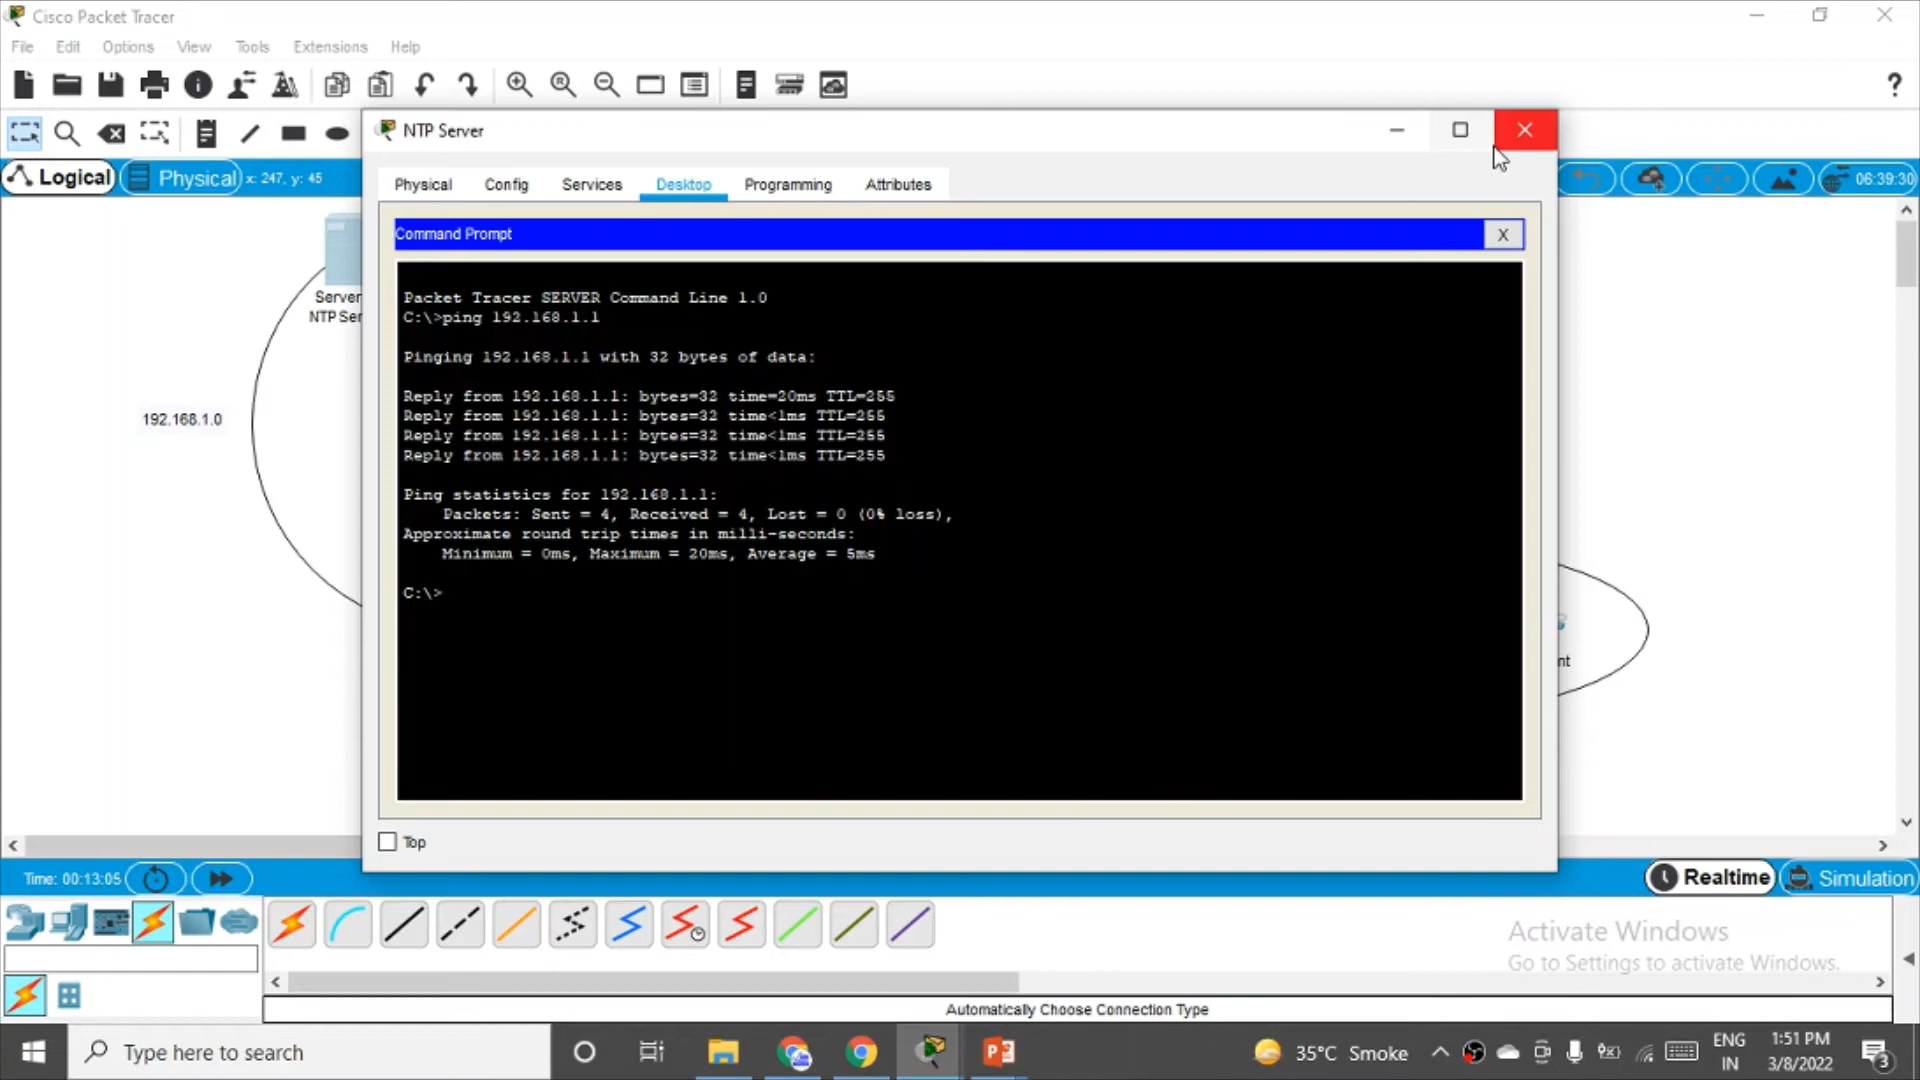 Cisco Packet Tracer
File Edit Options View Tools Extensions Help
?
NTP Server
Logical Physical x: 247, y: 45
06:39:30
Physical Config Services Desktop Programming Attributes
Command Prompt X
Packet Tracer SERVER Command Line 1.0
C:\>ping 192.168.1.1
Pinging 192.168.1.1 with 32 bytes of data:
Reply from 192.168.1.1: bytes=32 time=20ms TTL=255
Reply from 192.168.1.1: bytes=32 time<1ms TTL=255
Reply from 192.168.1.1: bytes=32 time<1ms TTL=255
Reply from 192.168.1.1: bytes=32 time<1ms TTL=255
Ping statistics for 192.168.1.1:
Packets: Sent = 4, Received = 4, Lost = 0 (0% loss),
Approximate round trip times in milli-seconds:
Minimum = 0ms, Maximum = 20ms, Average = 5ms
C:\>
Server
NTP Ser
192.168.1.0
nt
Top
Time: 00:13:05
Realtime Simulation
Activate Windows
Go to Settings to activate Windows.
Automatically Choose Connection Type
Type here to search
35°C Smoke
ENG
IN
1:51 PM
3/8/2022
3